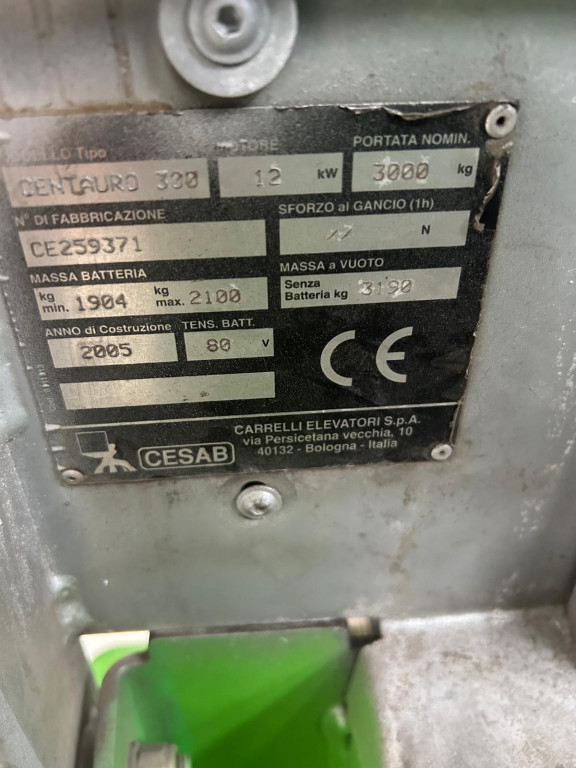 Tipo MOTORE PORTATA NOMIN.
CENTAURO 300 12 kW 3000 kg
N° DI FABBRICAZIONE SFORZO al GANCIO (1h)
CE259371 N
MASSA BATTERIA MASSA a VUOTO
kg min. 1904 kg max. 2100 Senza Batteria kg 3190
ANNO di Costruzione TENS. BATT.
2005 80 V
CE
CESAB
CARRELLI ELEVATORI S.p.A.
via Persicetana vecchia, 10
40132 - Bologna - Italia